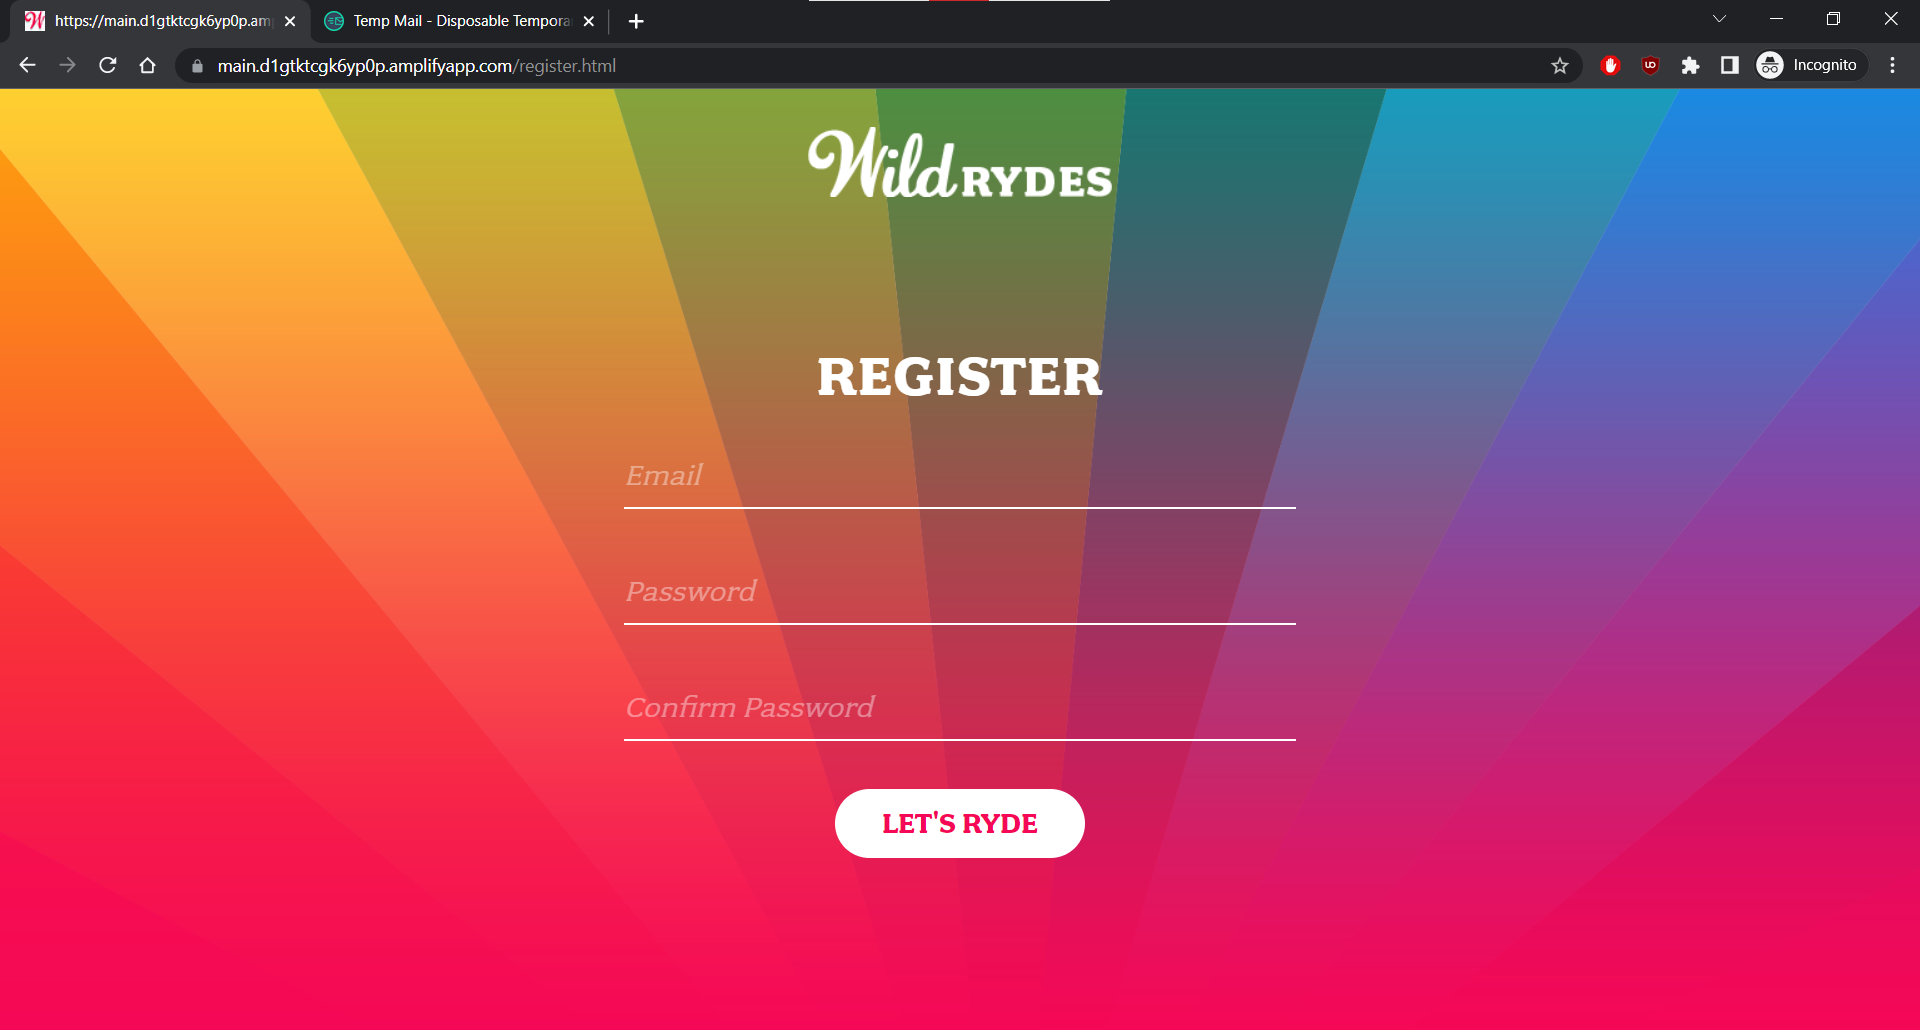 https://main.d1gtktcgk6yp0p.am
Temp Mail - Disposable Tempora
main.d1gtktcgk6yp0p.amplifyapp.com/register.html
Incognito
Wild RYDES
REGISTER
Email
Password
Confirm Password
LET'S RYDE